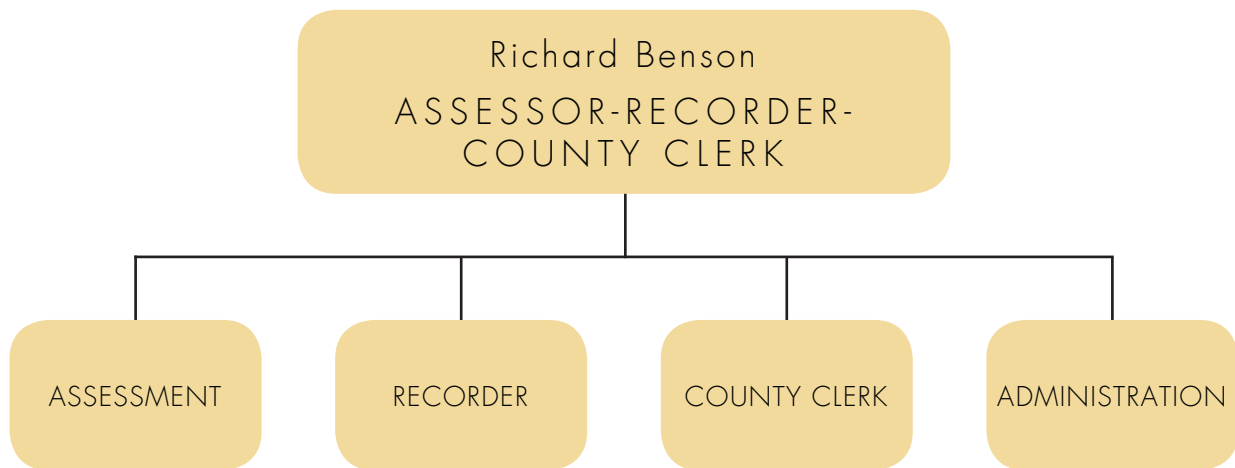 Richard Benson
ASSESSOR-RECORDER-
COUNTY CLERK
ASSESSMENT
RECORDER
COUNTY CLERK
ADMINISTRATION